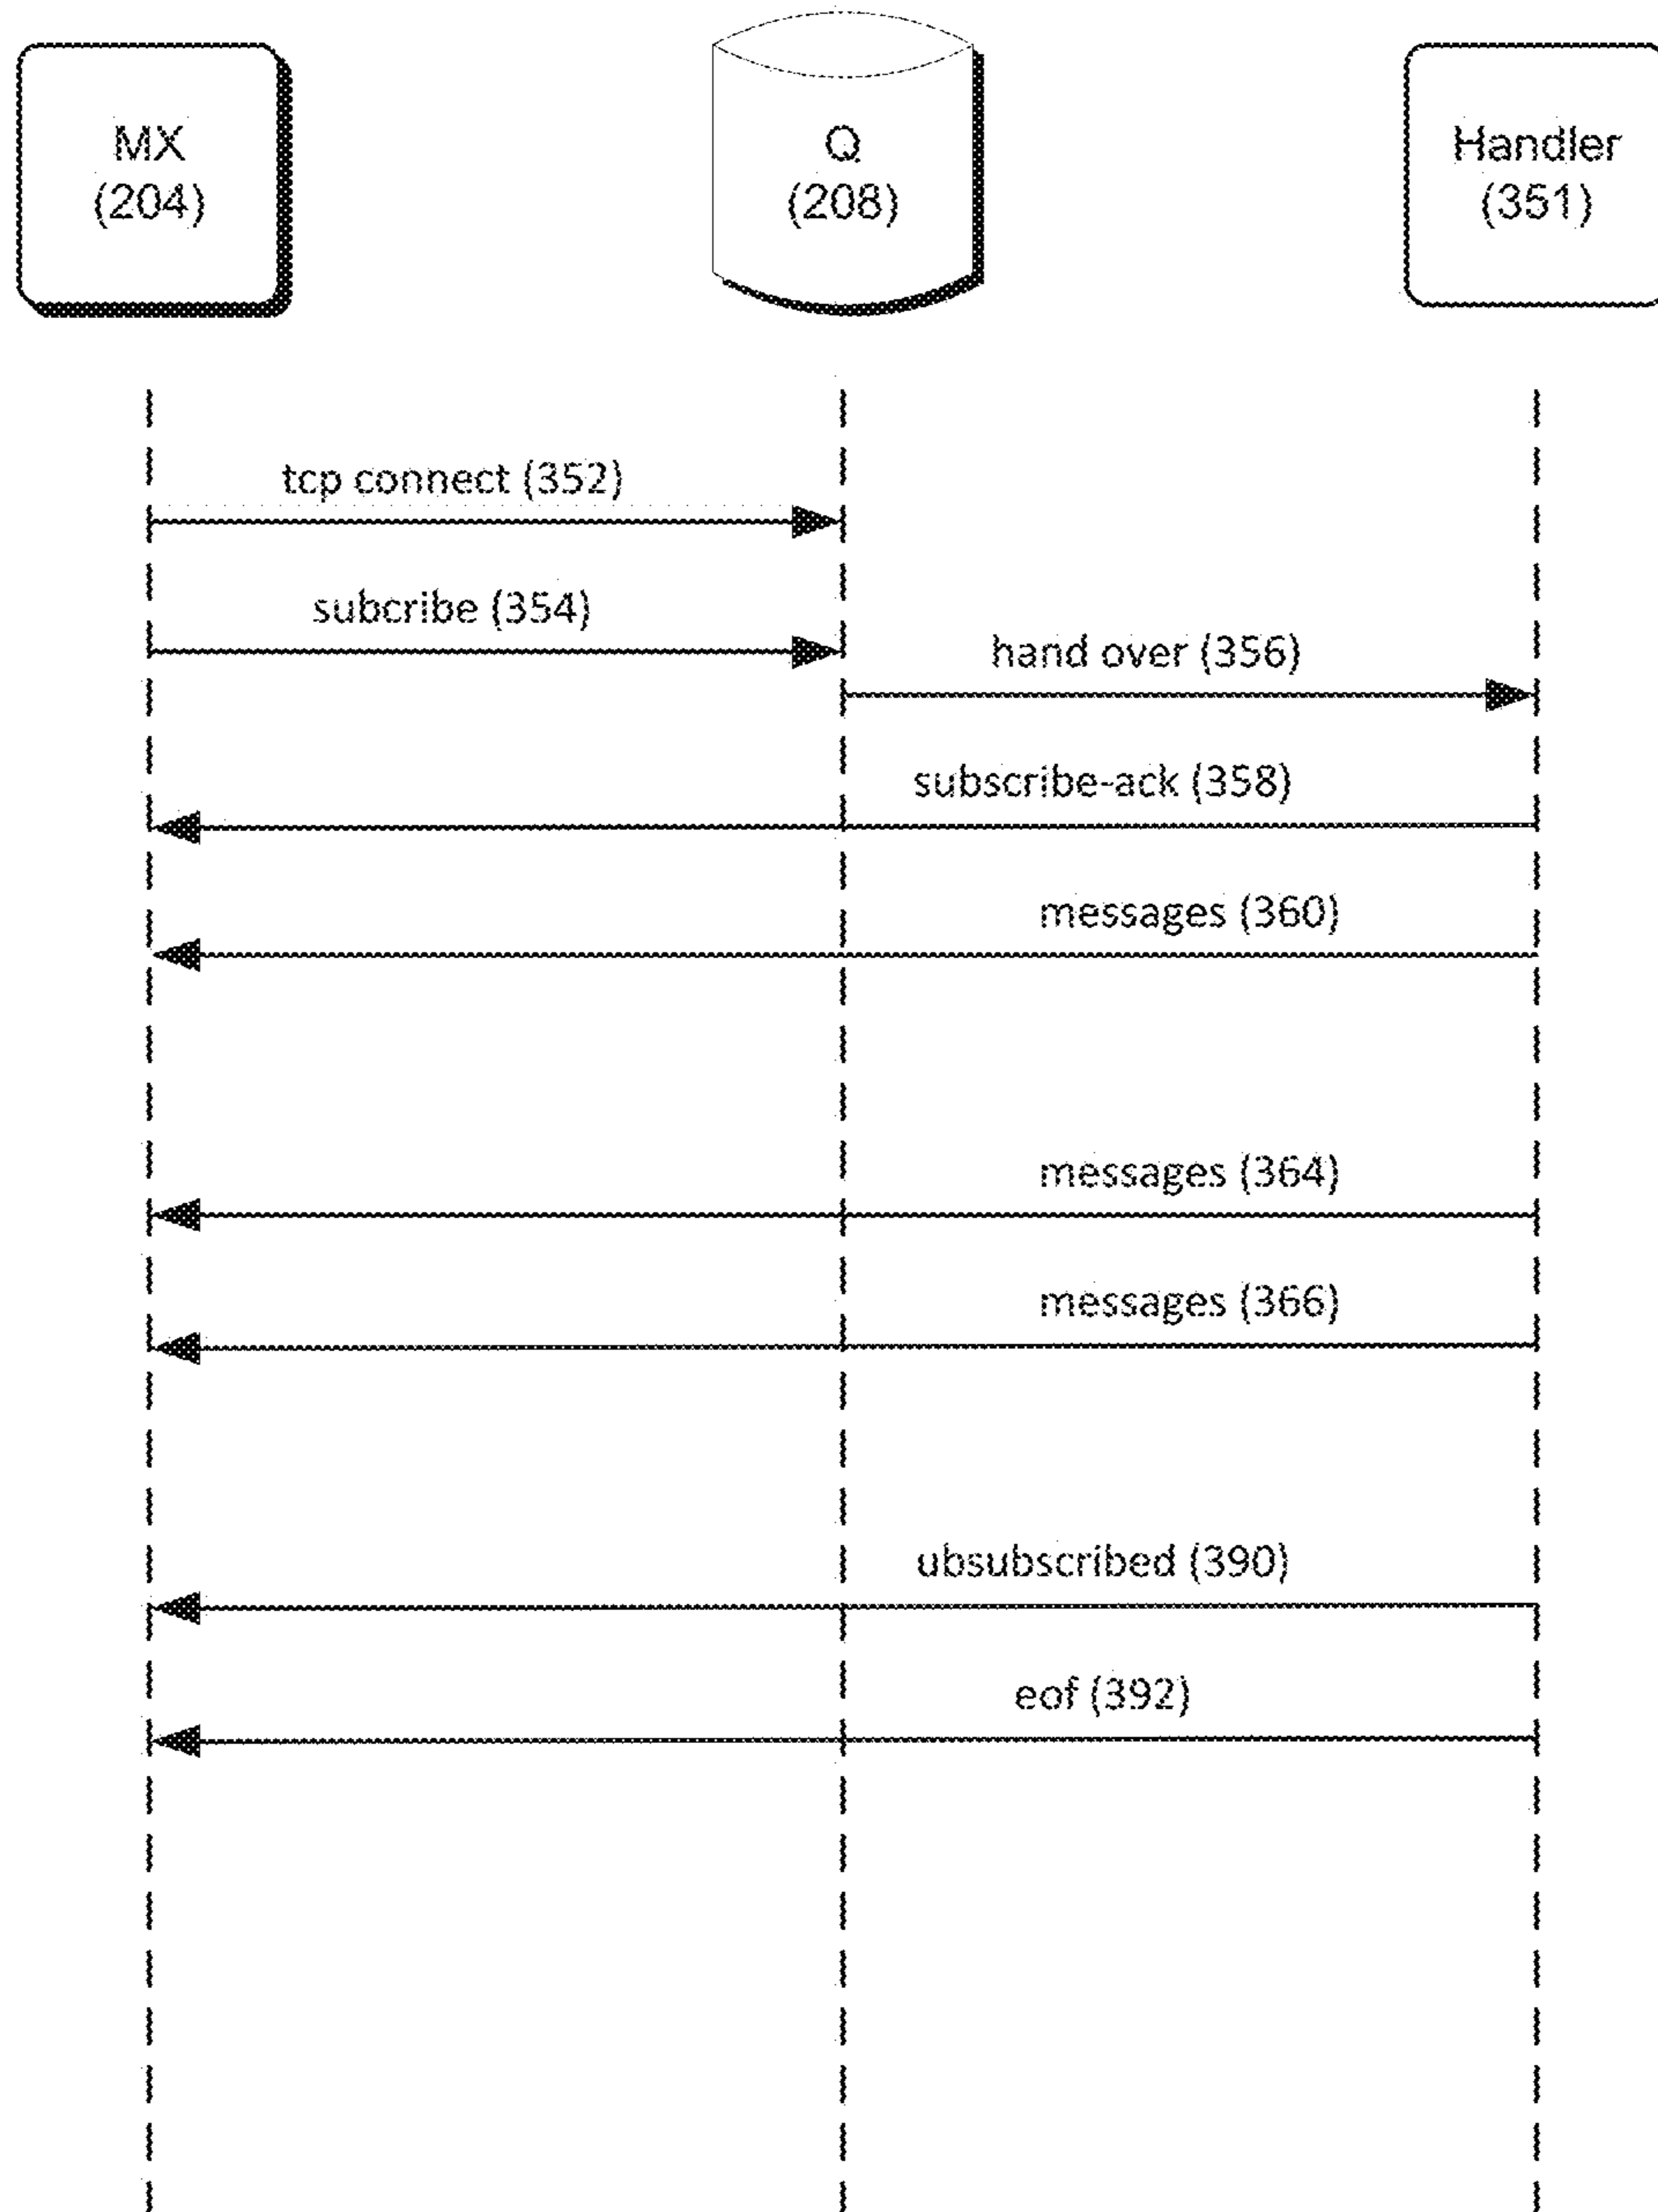 MX
(204)
Q
(208)
Handler
(351)
tcp connect (352)
subcribe (354)
hand over (356)
subscribe-ack (358)
messages (360)
messages (364)
messages (366)
ubsubscribed (390)
eof (392)